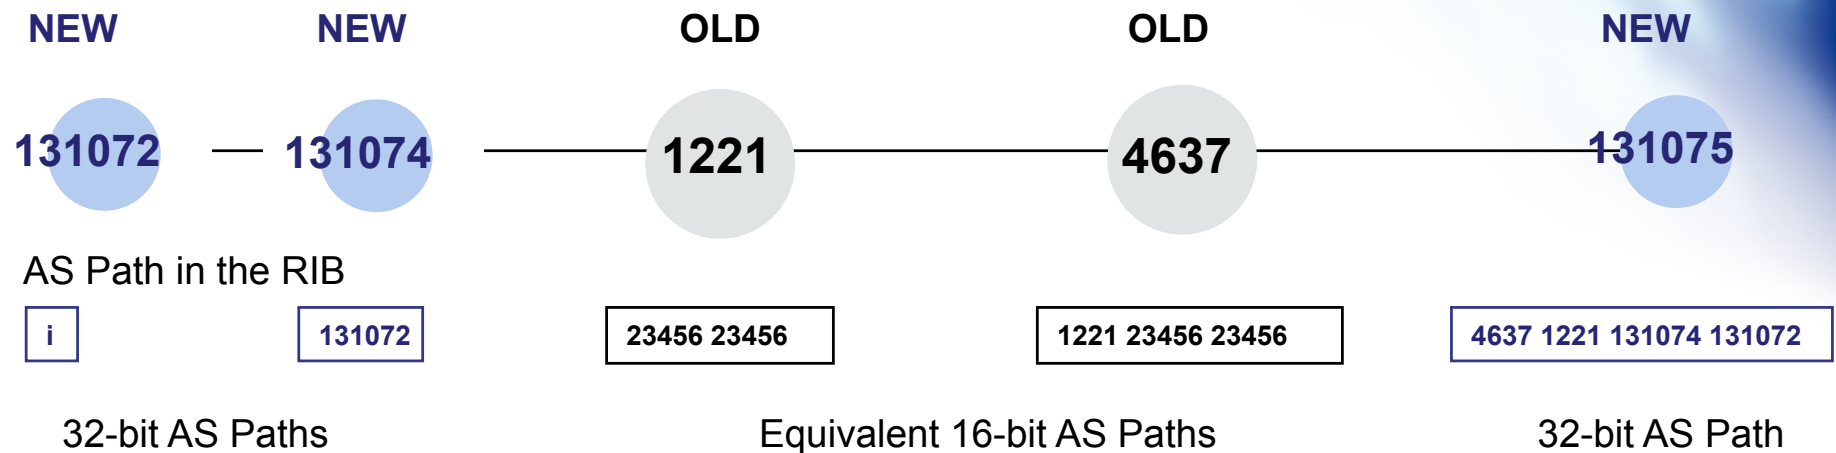 NEW NEW OLD OLD NEW
131072 131074 1221 4637 131075
AS Path in the RIB
i 131072 23456 23456 1221 23456 23456 4637 1221 131074 131072
32-bit AS Paths Equivalent 16-bit AS Paths 32-bit AS Path